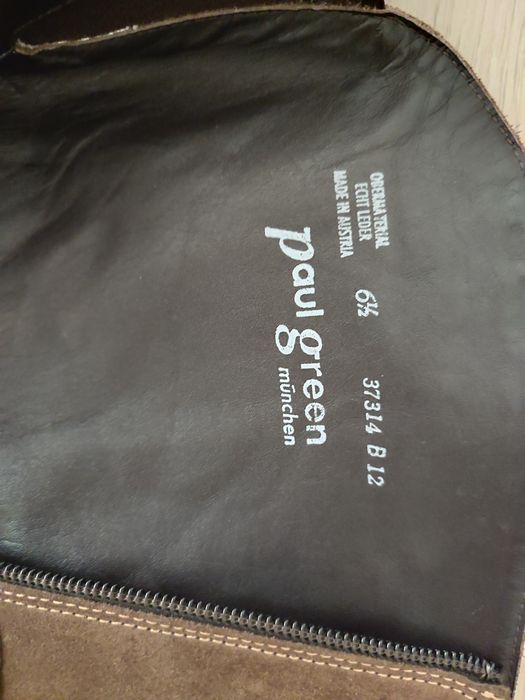 OBERMATERIAL
ECHT LEDER
MADE IN AUSTRIA
6½
37314 B 12
paul green
münchen